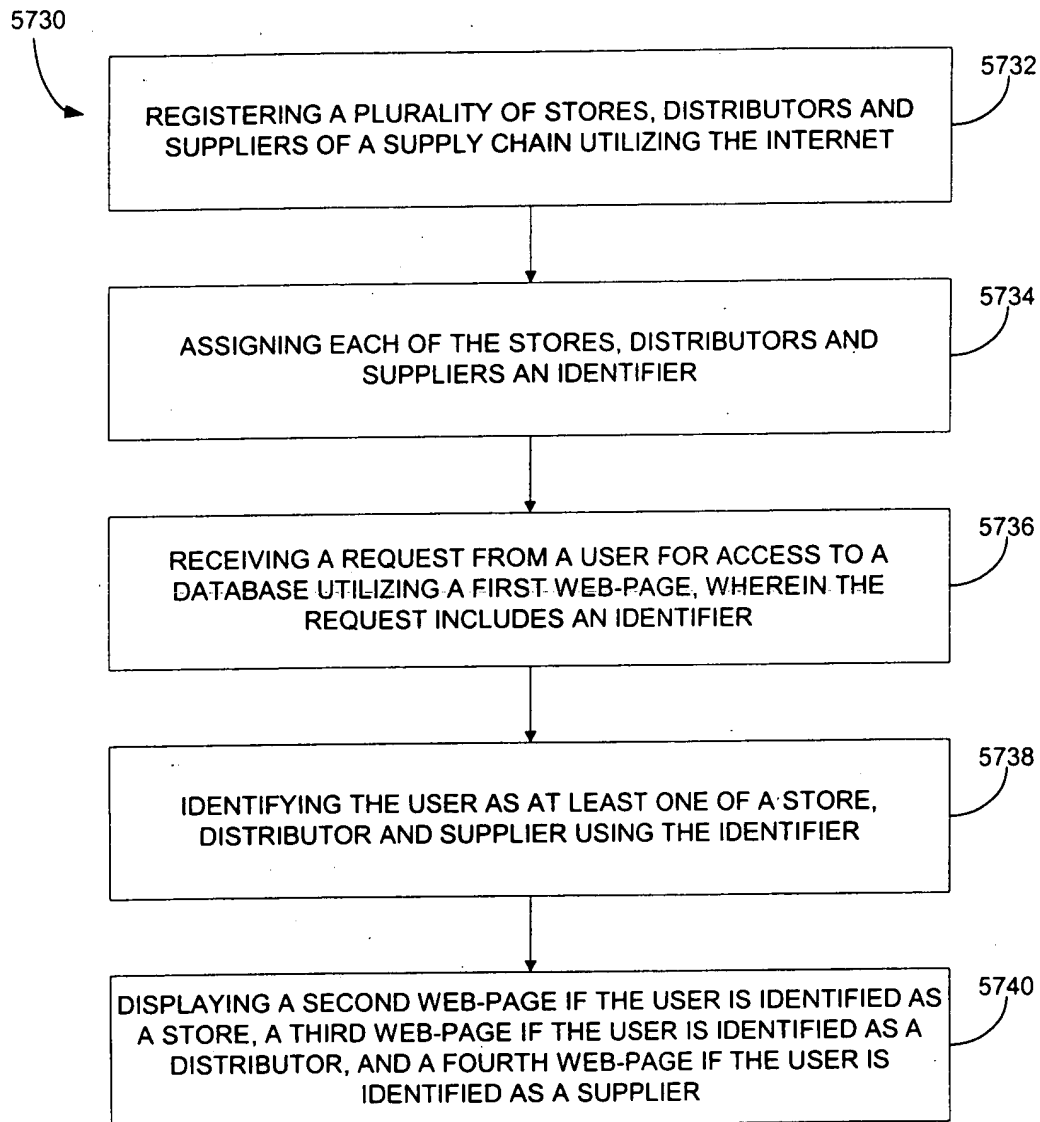 5730
5732
REGISTERING A PLURALITY OF STORES, DISTRIBUTORS AND
SUPPLIERS OF A SUPPLY CHAIN UTILIZING THE INTERNET
5734
ASSIGNING EACH OF THE STORES, DISTRIBUTORS AND
SUPPLIERS AN IDENTIFIER
5736
RECEIVING A REQUEST FROM A USER FOR ACCESS TO A
DATABASE UTILIZING A FIRST WEB-PAGE, WHEREIN THE
REQUEST INCLUDES AN IDENTIFIER
5738
IDENTIFYING THE USER AS AT LEAST ONE OF A STORE,
DISTRIBUTOR AND SUPPLIER USING THE IDENTIFIER
5740
DISPLAYING A SECOND WEB-PAGE IF THE USER IS IDENTIFIED AS
A STORE, A THIRD WEB-PAGE IF THE USER IS IDENTIFIED AS A
DISTRIBUTOR, AND A FOURTH WEB-PAGE IF THE USER IS
IDENTIFIED AS A SUPPLIER